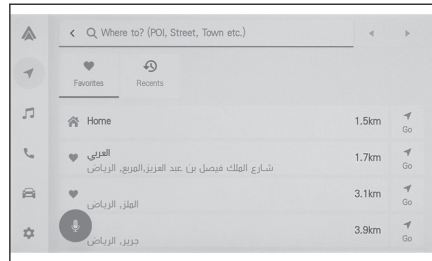 Where to? (POI, Street, Town etc.)
Favorites
Recents
Home
1.5km
Go
العربي
شارع الملك فيصل بن عبد العزيز,المربع, الرياض
1.7km
Go
الملز, الرياض
3.1km
Go
جرير, الرياض
3.9km
Go